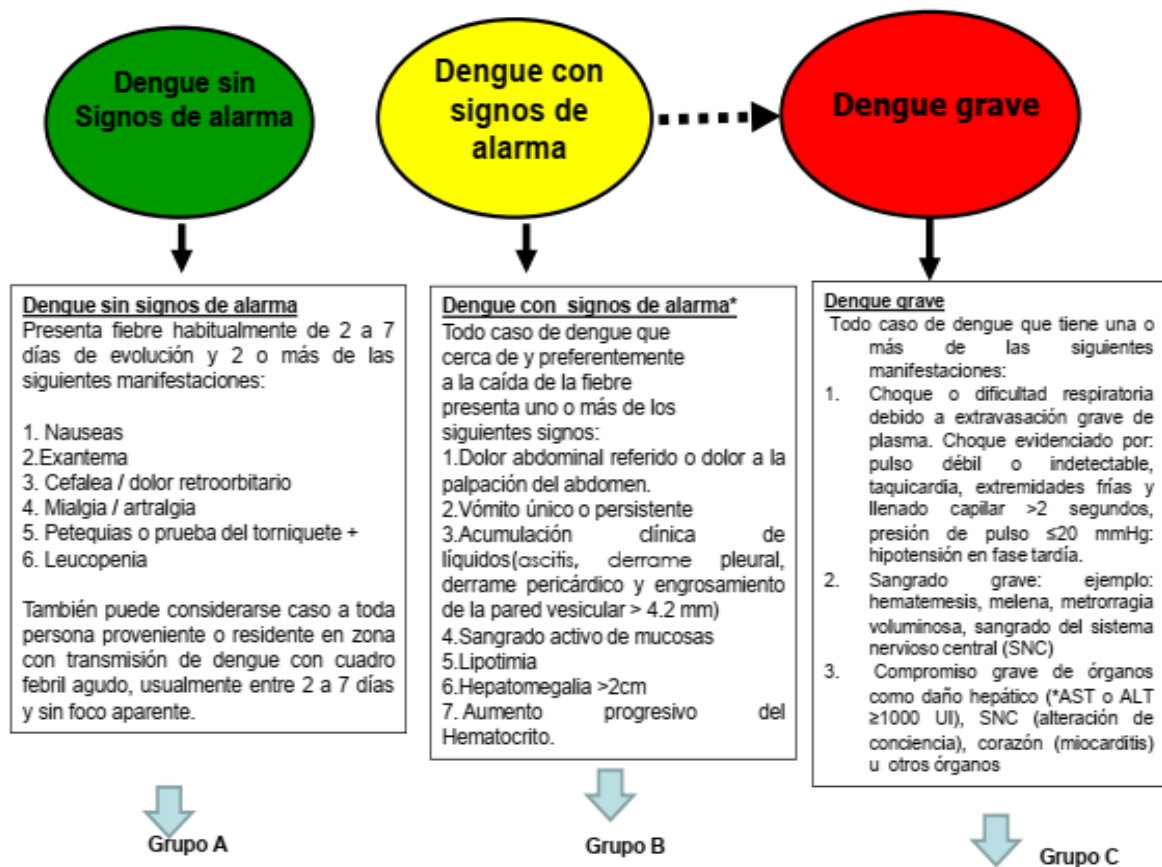 Dengue sin
Signos de alarma
Dengue con
signos de
alarma
Dengue grave
Dengue sin signos de alarma
Presenta fiebre habitualmente de 2 a 7
días de evolución y 2 o más de las
siguientes manifestaciones:
1. Nauseas
2.Exantema
3. Cefalea / dolor retroorbitario
4. Mialgia / artralgia
5. Petequias o prueba del torniquete +
6. Leucopenia
También puede considerarse caso a toda
persona proveniente o residente en zona
con transmisión de dengue con cuadro
febril agudo, usualmente entre 2 a 7 días
y sin foco aparente.
Grupo A
Dengue con signos de alarma*
Todo caso de dengue que
cerca de y preferentemente
a la caída de la fiebre
presenta uno o más de los
siguientes signos:
1.Dolor abdominal referido o dolor a la
palpación del abdomen.
2.Vómito único o persistente
3.Acumulación clínica de
líquidos(ascitis, derrame pleural,
derrame pericárdico y engrosamiento
de la pared vesicular > 4.2 mm)
4.Sangrado activo de mucosas
5.Lipotimia
6.Hepatomegalia >2cm
7. Aumento progresivo del
Hematocrito.
Grupo B
Dengue grave
Todo caso de dengue que tiene una o
más de las siguientes
manifestaciones:
1. Choque o dificultad respiratoria
debido a extravasación grave de
plasma. Choque evidenciado por:
pulso débil o indetectable,
taquicardia, extremidades frías y
llenado capilar >2 segundos,
presión de pulso ≤20 mmHg:
hipotensión en fase tardía.
2. Sangrado grave: ejemplo:
hematemesis, melena, metrorragia
voluminosa, sangrado del sistema
nervioso central (SNC)
3. Compromiso grave de órganos
como daño hepático (*AST o ALT
≥1000 UI), SNC (alteración de
conciencia), corazón (miocarditis)
u otros órganos
Grupo C